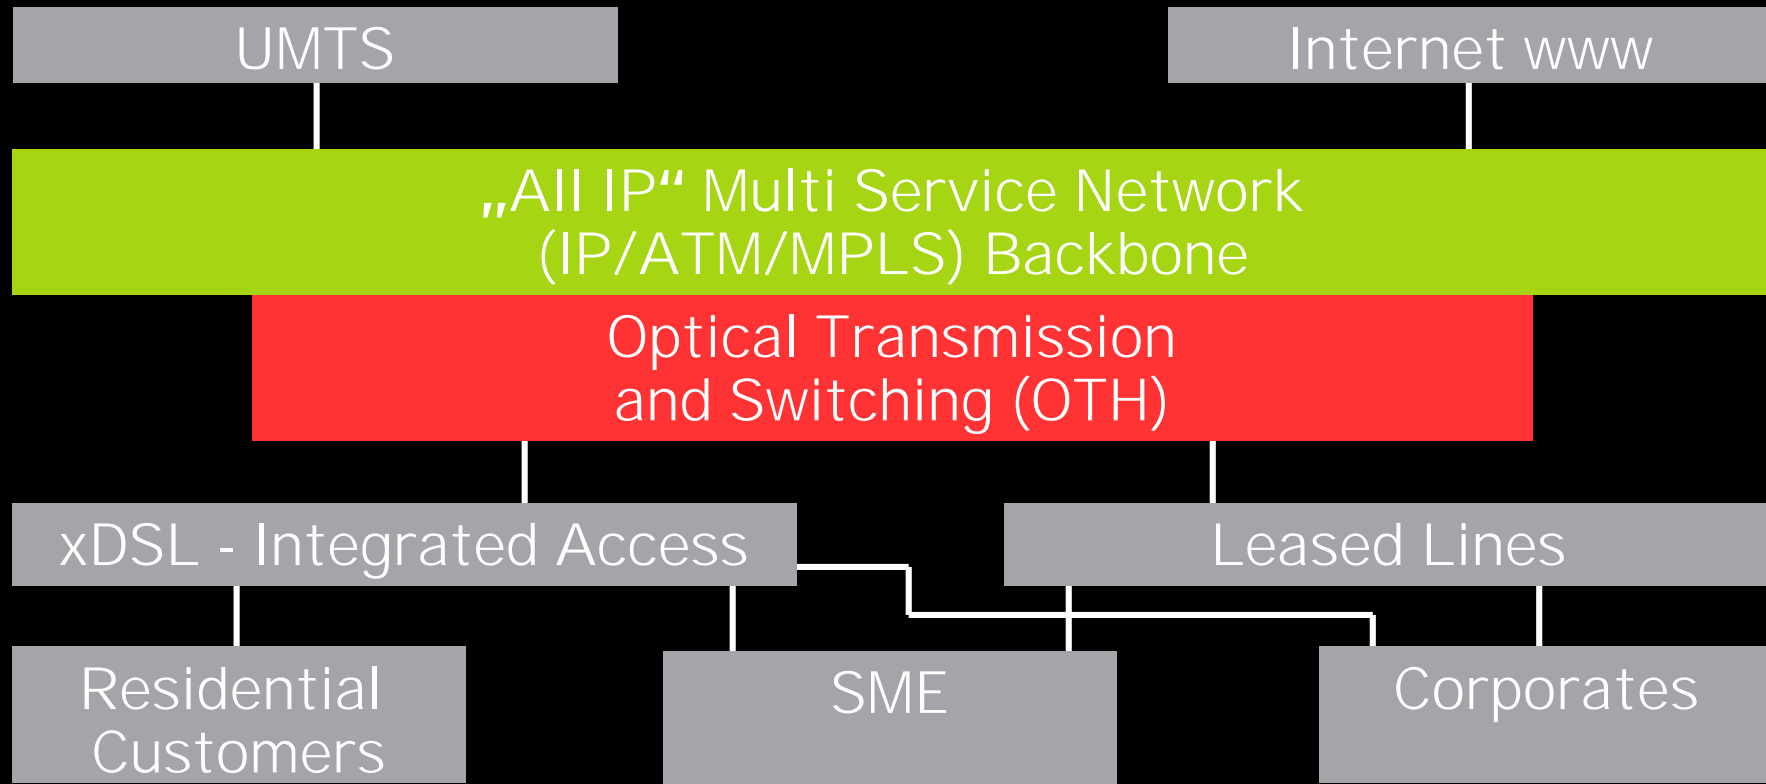 UMTS
Internet www
„All IP“ Multi Service Network
(IP/ATM/MPLS) Backbone
Optical Transmission
and Switching (OTH)
xDSL - Integrated Access
Leased Lines
Residential
Customers
SME
Corporates